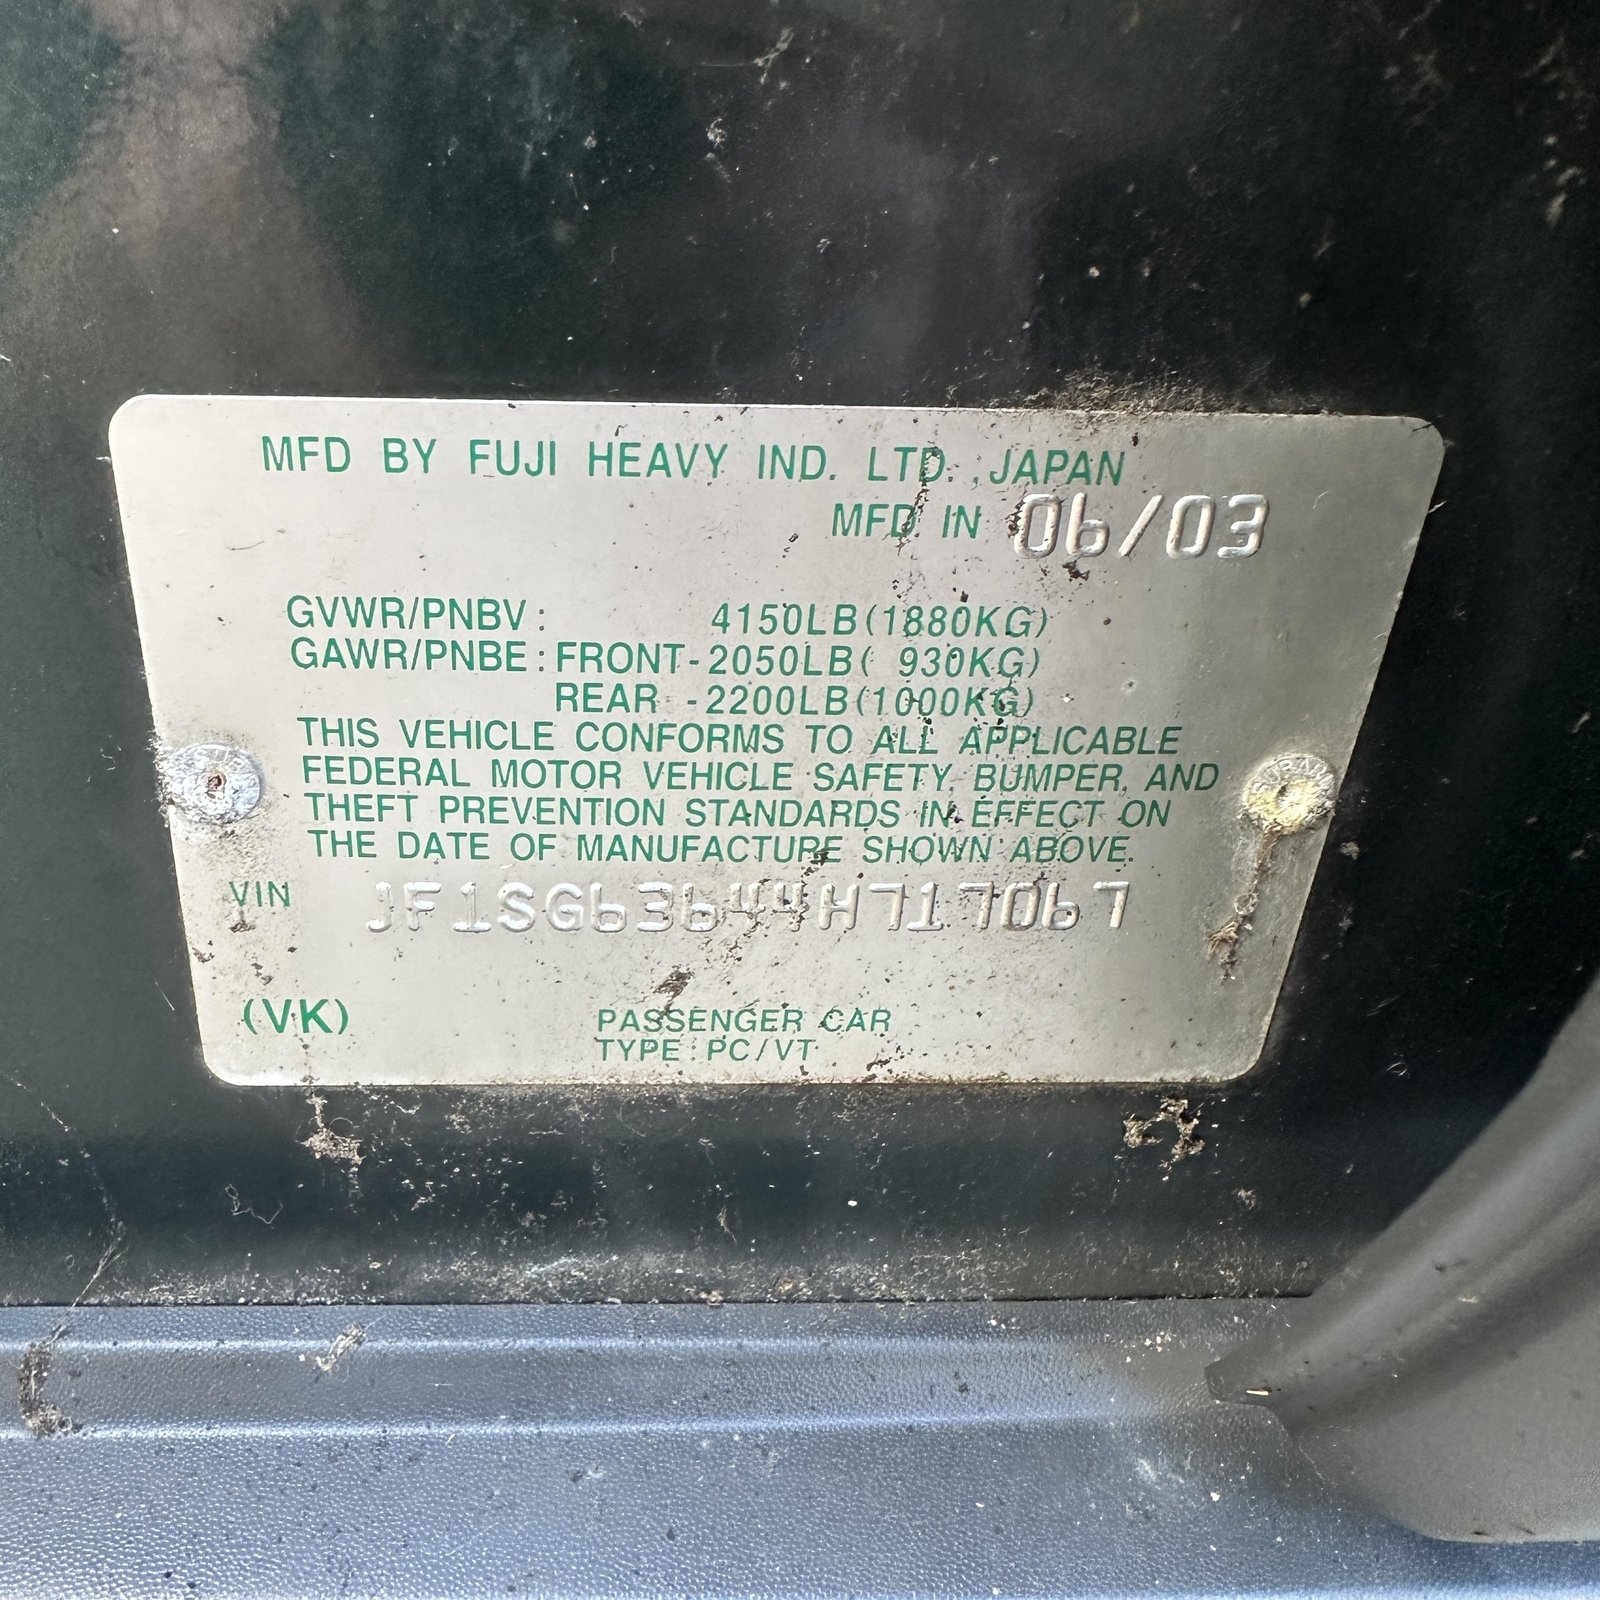 MFD BY FUJI HEAVY IND. LTD. JAPAN
MFD IN 06/03
GVWR/PNBV: 4150LB(1880KG)
GAWR/PNBE: FRONT-2050LB( 930KG)
REAR -2200LB(1000KG)
THIS VEHICLE CONFORMS TO ALL APPLICABLE
FEDERAL MOTOR VEHICLE SAFETY, BUMPER, AND
THEFT PREVENTION STANDARDS IN EFFECT ON
THE DATE OF MANUFACTURE SHOWN ABOVE.
VIN JF1SG63644H717067
(VK)
PASSENGER CAR
TYPE: PC/VT
SUBARU